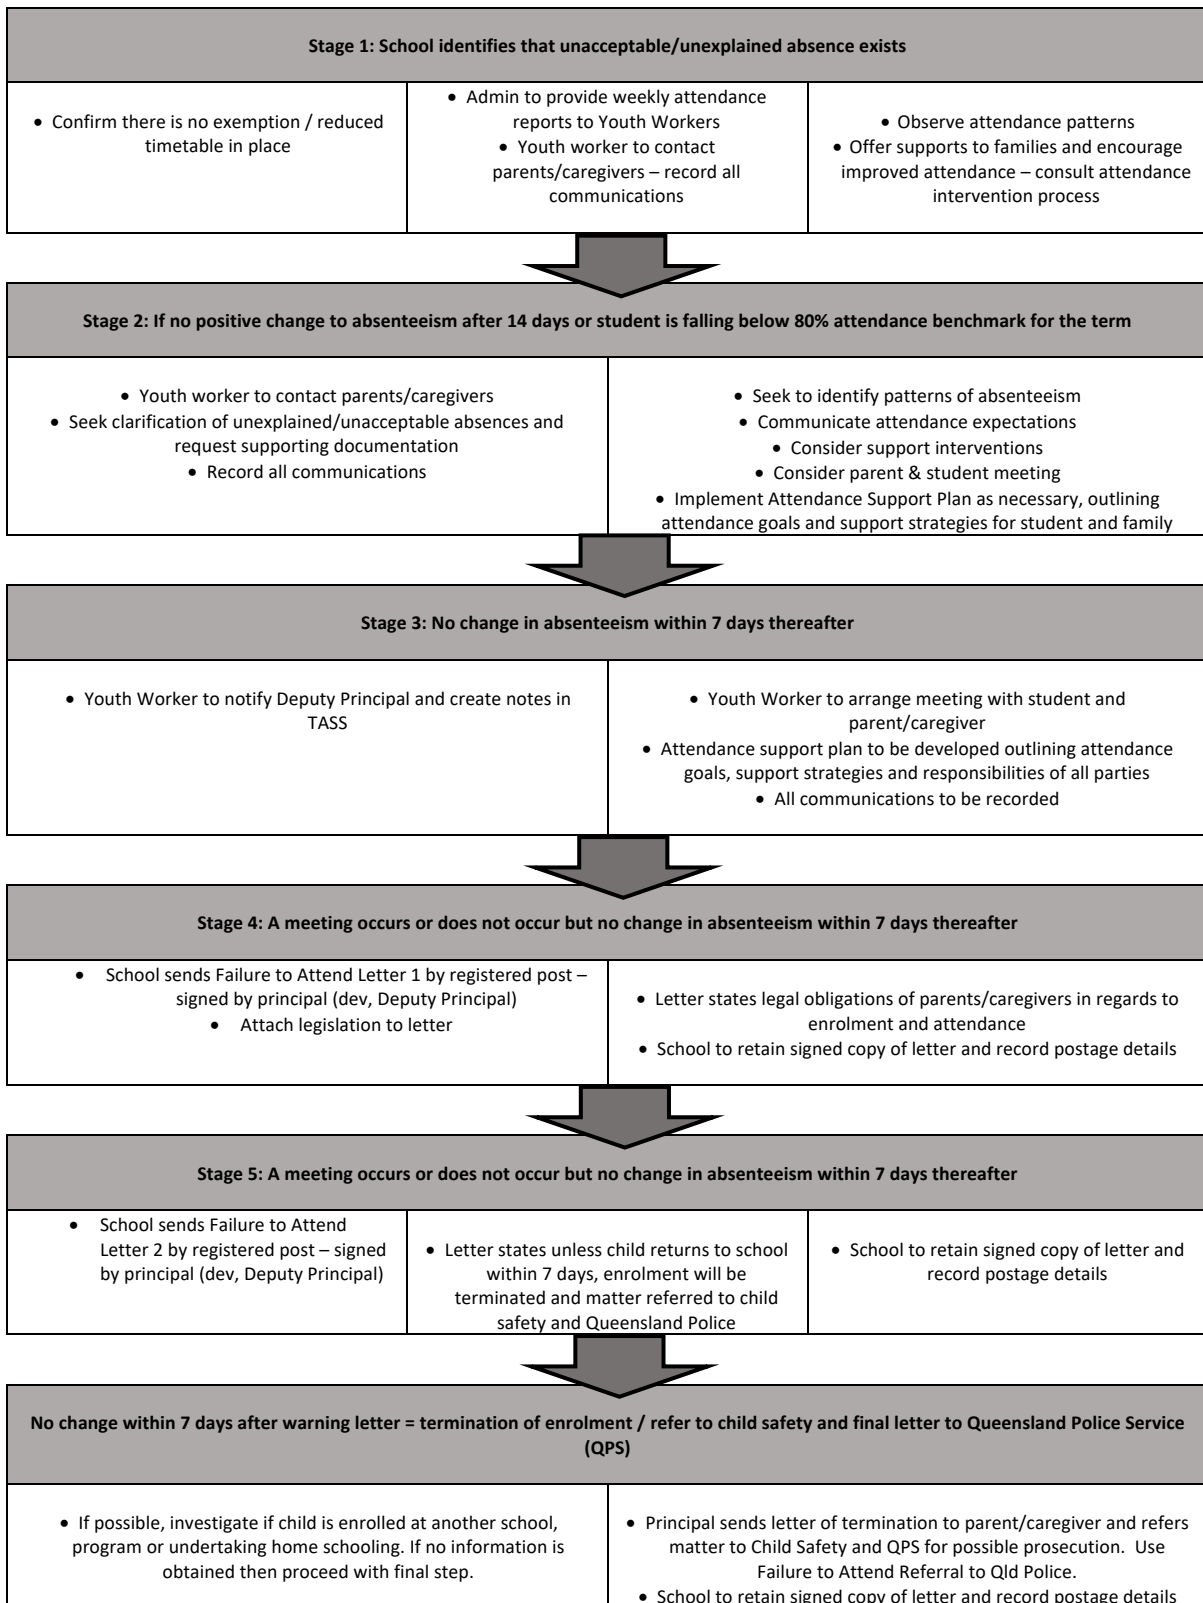 Stage 1: School identifies that unacceptable/unexplained absence exists
• Confirm there is no exemption / reduced
timetable in place
• Admin to provide weekly attendance
reports to Youth Workers
• Youth worker to contact
parents/caregivers – record all
communications
• Observe attendance patterns
• Offer supports to families and encourage
improved attendance – consult attendance
intervention process
Stage 2: If no positive change to absenteeism after 14 days or student is falling below 80% attendance benchmark for the term
• Youth worker to contact parents/caregivers
• Seek clarification of unexplained/unacceptable absences and
request supporting documentation
• Record all communications
• Seek to identify patterns of absenteeism
• Communicate attendance expectations
• Consider support interventions
• Consider parent & student meeting
• Implement Attendance Support Plan as necessary, outlining
attendance goals and support strategies for student and family
Stage 3: No change in absenteeism within 7 days thereafter
• Youth Worker to notify Deputy Principal and create notes in
TASS
• Youth Worker to arrange meeting with student and
parent/caregiver
• Attendance support plan to be developed outlining attendance
goals, support strategies and responsibilities of all parties
• All communications to be recorded
Stage 4: A meeting occurs or does not occur but no change in absenteeism within 7 days thereafter
• School sends Failure to Attend Letter 1 by registered post –
signed by principal (dev, Deputy Principal)
• Attach legislation to letter
• Letter states legal obligations of parents/caregivers in regards to
enrolment and attendance
• School to retain signed copy of letter and record postage details
Stage 5: A meeting occurs or does not occur but no change in absenteeism within 7 days thereafter
• School sends Failure to Attend
Letter 2 by registered post – signed
by principal (dev, Deputy Principal)
• Letter states unless child returns to school
within 7 days, enrolment will be
terminated and matter referred to child
safety and Queensland Police
• School to retain signed copy of letter and
record postage details
No change within 7 days after warning letter = termination of enrolment / refer to child safety and final letter to Queensland Police Service
(QPS)
• If possible, investigate if child is enrolled at another school,
program or undertaking home schooling. If no information is
obtained then proceed with final step.
• Principal sends letter of termination to parent/caregiver and refers
matter to Child Safety and QPS for possible prosecution. Use
Failure to Attend Referral to Qld Police.
• School to retain signed copy of letter and record postage details